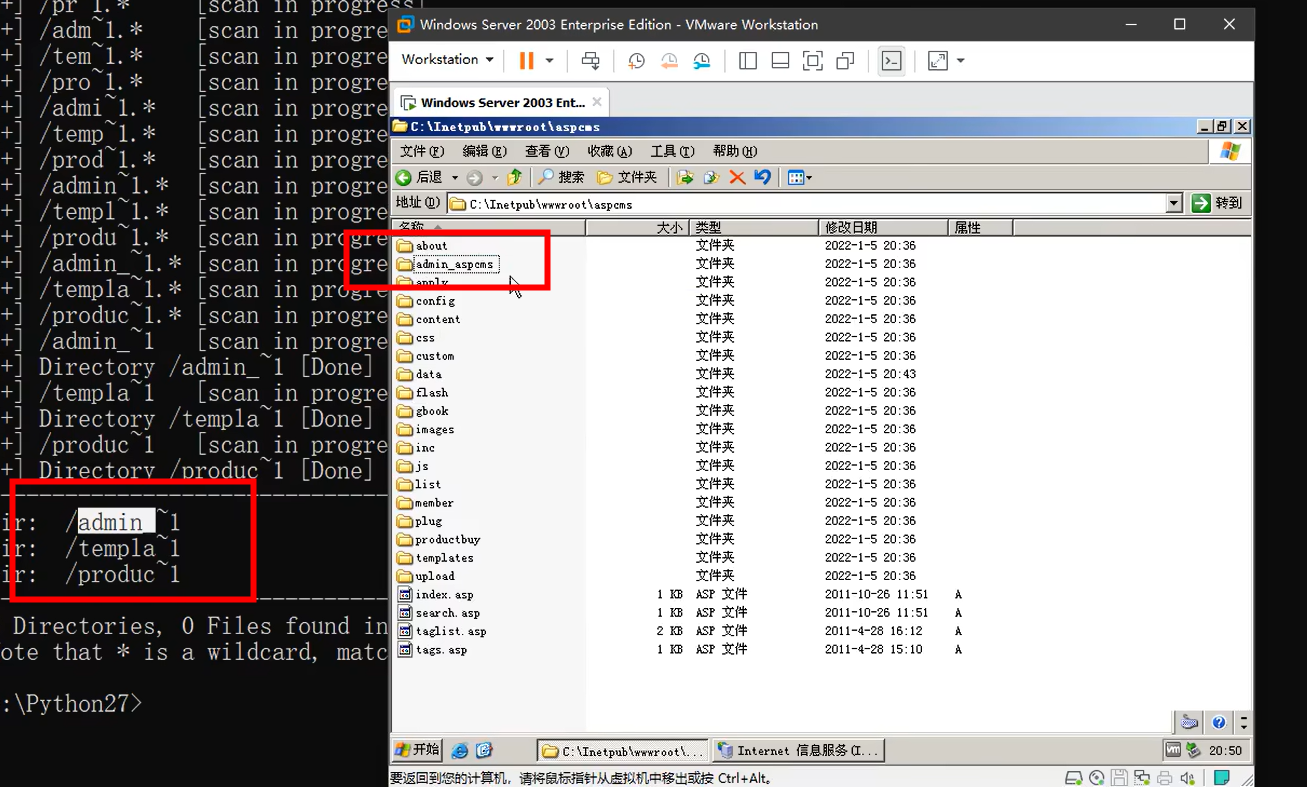 +] /pr~1.* [scan in progress]
+] /adm~1.* [scan in progre
+] /tem~1.* [scan in progre
+] /pro~1.* [scan in progre
+] /admi~1.* [scan in progre
+] /temp~1.* [scan in progre
+] /prod~1.* [scan in progre
+] /admin~1.* [scan in progre
+] /templ~1.* [scan in progre
+] /produ~1.* [scan in progre
+] /admin_~1.* [scan in progre
+] /templa~1.* [scan in progre
+] /produc~1.* [scan in progre
+] /admin_~1 [scan in progre
+] Directory /admin_~1 [Done]
+] /templa~1 [scan in progre
+] Directory /templa~1 [Done]
+] /produc~1 [scan in progres
+] Directory /produc~1 [Done]
ir: /admin_~1
ir: /templa~1
ir: /produc~1
Directories, 0 Files found in
ote that * is a wildcard, matc
:\Python27>
Windows Server 2003 Enterprise Edition - VMware Workstation
Workstation
Windows Server 2003 Ent...
C:\Inetpub\wwwroot\aspcms
文件(F) 编辑(E) 查看(V) 收藏(A) 工具(T) 帮助(H)
后退 搜索 文件夹
地址(D) C:\Inetpub\wwwroot\aspcms 转到
名称 大小 类型 修改日期 属性
about 文件夹 2022-1-5 20:36
admin_aspcms 文件夹 2022-1-5 20:36
apply 文件夹 2022-1-5 20:36
config 文件夹 2022-1-5 20:36
content 文件夹 2022-1-5 20:36
css 文件夹 2022-1-5 20:36
custom 文件夹 2022-1-5 20:36
data 文件夹 2022-1-5 20:43
flash 文件夹 2022-1-5 20:36
gbook 文件夹 2022-1-5 20:36
images 文件夹 2022-1-5 20:36
inc 文件夹 2022-1-5 20:36
js 文件夹 2022-1-5 20:36
list 文件夹 2022-1-5 20:36
member 文件夹 2022-1-5 20:36
plug 文件夹 2022-1-5 20:36
productbuy 文件夹 2022-1-5 20:36
templates 文件夹 2022-1-5 20:36
upload 文件夹 2022-1-5 20:36
index.asp 1 KB ASP 文件 2011-10-26 11:51 A
search.asp 1 KB ASP 文件 2011-10-26 11:51 A
taglist.asp 2 KB ASP 文件 2011-4-28 16:12 A
tags.asp 1 KB ASP 文件 2011-4-28 15:10 A
开始 C:\Inetpub\wwwroot\... Internet 信息服务(I... 20:50
要返回到您的计算机，请将鼠标指针从虚拟机中移出或按 Ctrl+Alt。